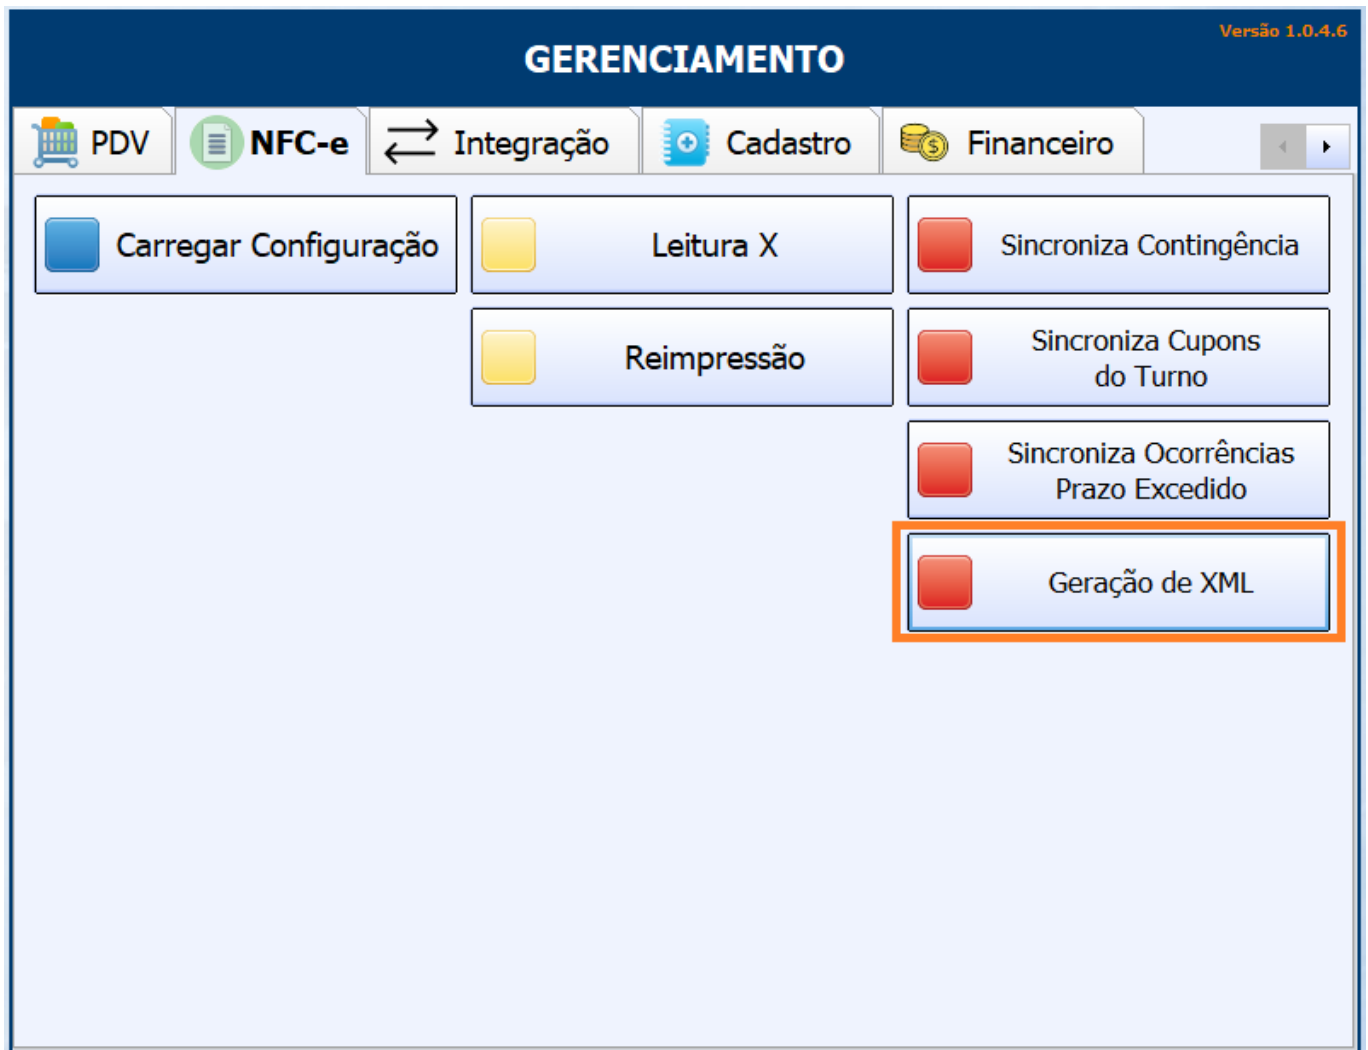 Versão 1.0.4.6
GERENCIAMENTO
PDV
NFC-e
Integração
Cadastro
Financeiro
Carregar Configuração
Leitura X
Sincroniza Contingência
Reimpressão
Sincroniza Cupons
do Turno
Sincroniza Ocorrências
Prazo Excedido
Geração de XML